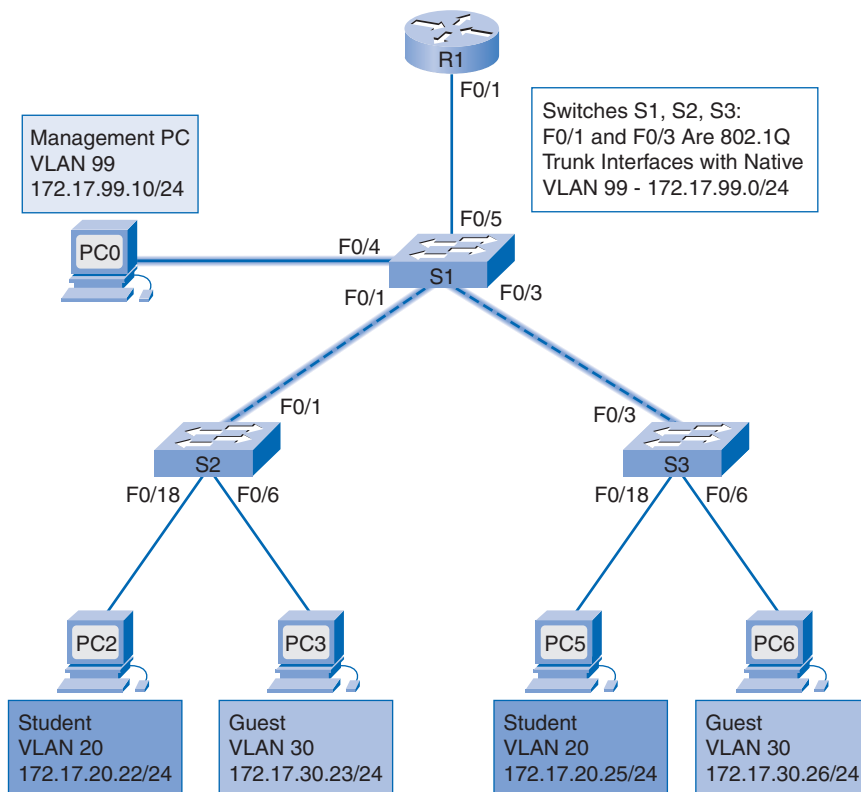 R1
F0/1
Switches S1, S2, S3:
F0/1 and F0/3 Are 802.1Q
Trunk Interfaces with Native
VLAN 99 - 172.17.99.0/24
Management PC
VLAN 99
172.17.99.10/24
PC0
F0/4
F0/5
S1
F0/1
F0/3
F0/1
S2
F0/18
F0/6
F0/3
S3
F0/18
F0/6
PC2
PC3
PC5
PC6
Student
VLAN 20
172.17.20.22/24
Guest
VLAN 30
172.17.30.23/24
Student
VLAN 20
172.17.20.25/24
Guest
VLAN 30
172.17.30.26/24